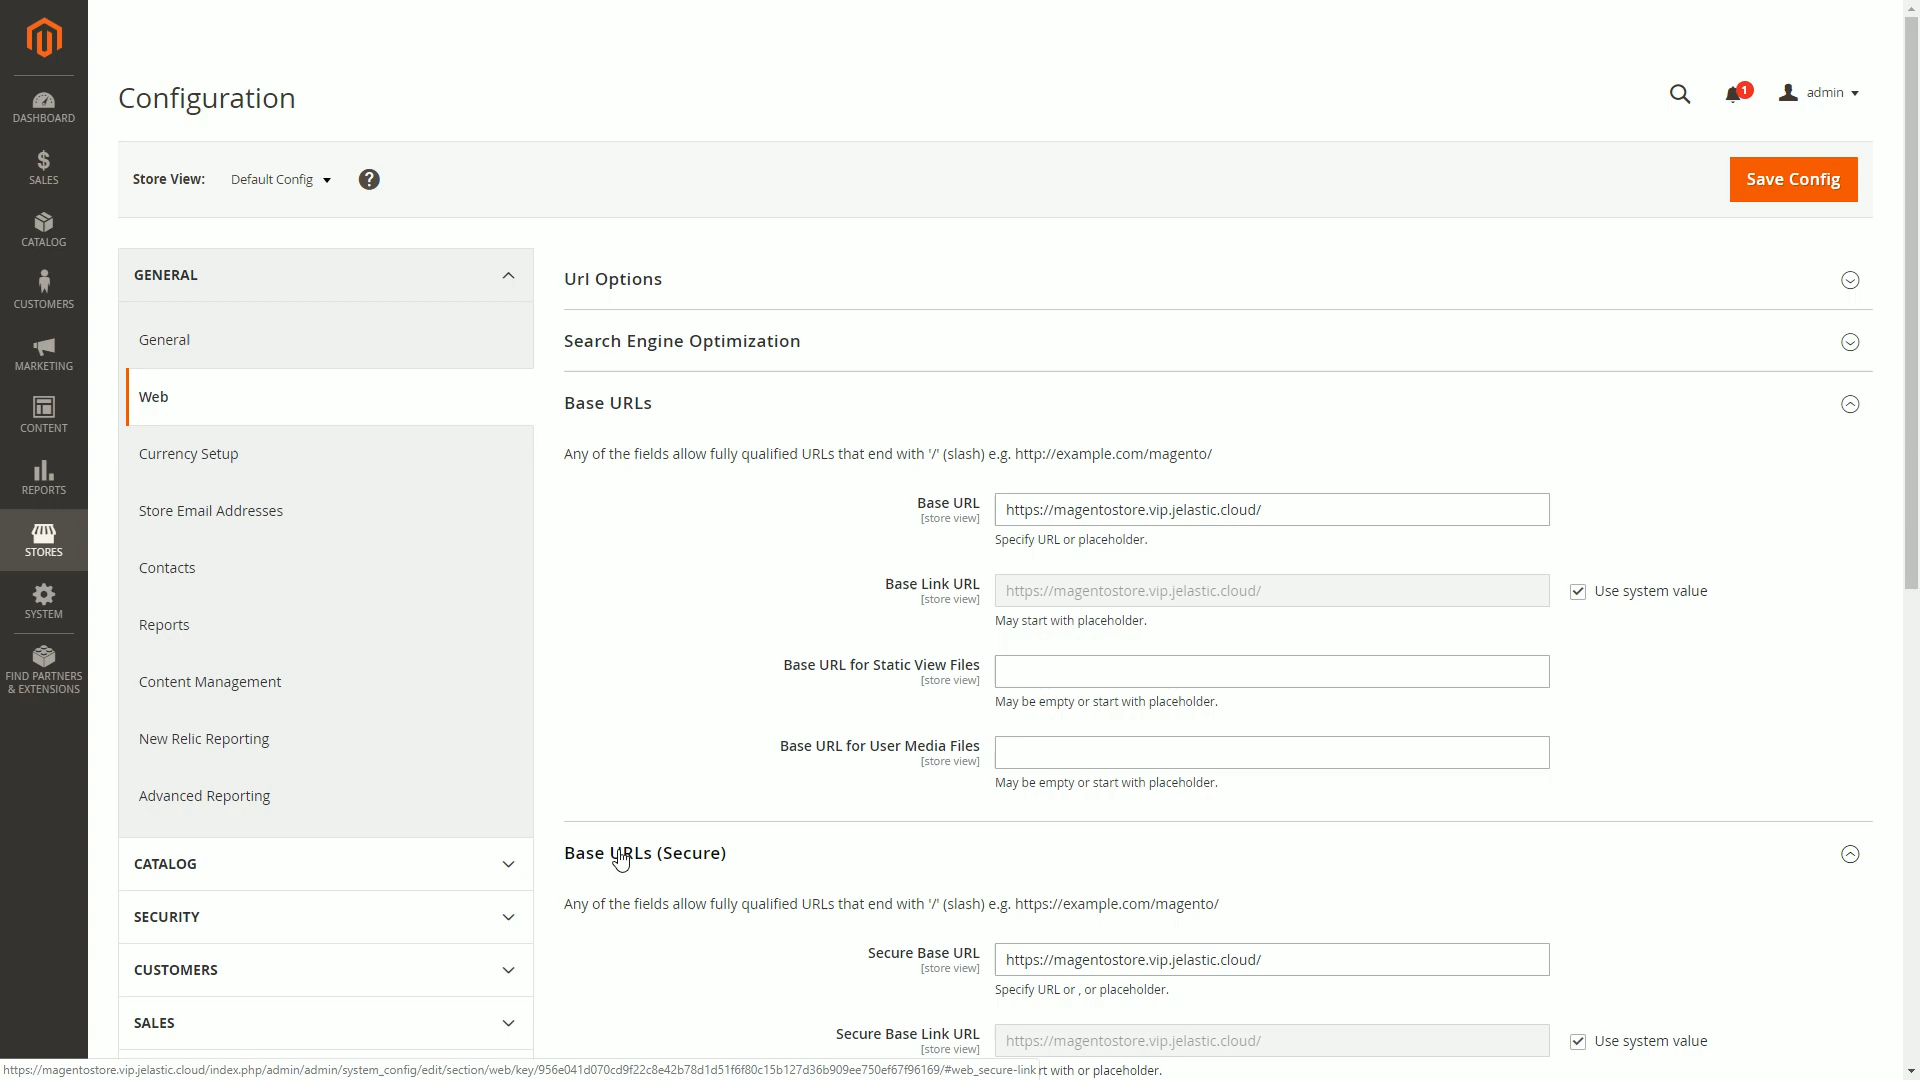 Configuration
1
admin
Store View:
Default Config
?
Save Config
DASHBOARD
SALES
CATALOG
CUSTOMERS
MARKETING
CONTENT
REPORTS
STORES
SYSTEM
FIND PARTNERS
& EXTENSIONS
GENERAL
General
Web
Currency Setup
Store Email Addresses
Contacts
Reports
Content Management
New Relic Reporting
Advanced Reporting
CATALOG
SECURITY
CUSTOMERS
SALES
Url Options
Search Engine Optimization
Base URLs
Any of the fields allow fully qualified URLs that end with '/' (slash) e.g. http://example.com/magento/
Base URL
[store view]
https://magentostore.vip.jelastic.cloud/
Specify URL or placeholder.
Base Link URL
[store view]
https://magentostore.vip.jelastic.cloud/
Use system value
May start with placeholder.
Base URL for Static View Files
[store view]
May be empty or start with placeholder.
Base URL for User Media Files
[store view]
May be empty or start with placeholder.
Base URLs (Secure)
Any of the fields allow fully qualified URLs that end with '/' (slash) e.g. https://example.com/magento/
Secure Base URL
[store view]
https://magentostore.vip.jelastic.cloud/
Specify URL or , or placeholder.
Secure Base Link URL
[store view]
https://magentostore.vip.jelastic.cloud/
Use system value
rt with or placeholder.
https://magentostore.vip.jelastic.cloud/index.php/admin/admin/system_config/edit/section/web/key/956e041d070cd9f22c8e42b78d1d51f6f80c15b127d36b909ee750ef67f96169/#web_secure-link